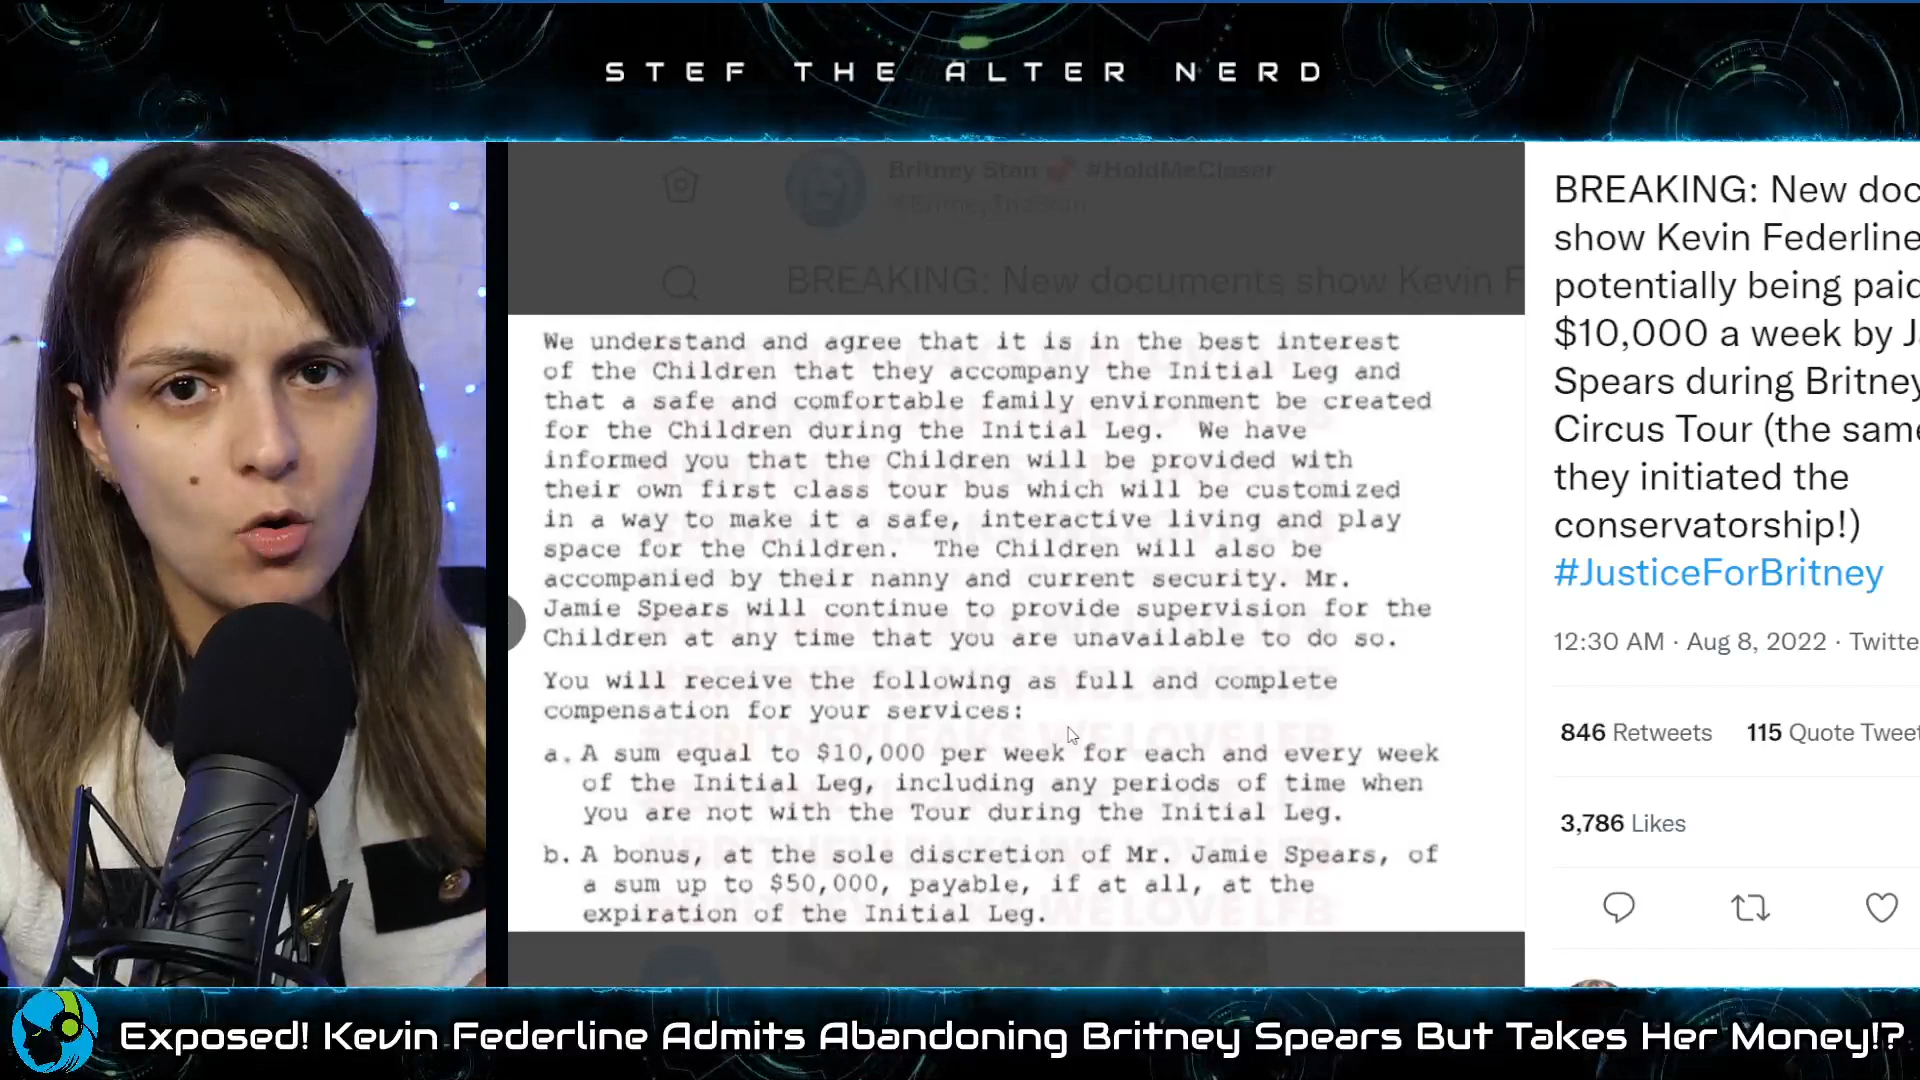 STEF THE ALTER NERD
Britney Stan #HoldMeCloser
BREAKING: New documents show Kevin F
We understand and agree that it is in the best interest
of the Children that they accompany the Initial Leg and
that a safe and comfortable family environment be created
for the Children during the Initial Leg.  We have
informed you that the Children will be provided with
their own first class tour bus which will be customized
in a way to make it a safe, interactive living and play
space for the Children.  The Children will also be
accompanied by their nanny and current security. Mr.
Jamie Spears will continue to provide supervision for the
Children at any time that you are unavailable to do so.
You will receive the following as full and complete
compensation for your services:
a. A sum equal to $10,000 per week for each and every week
of the Initial Leg, including any periods of time when
you are not with the Tour during the Initial Leg.
b. A bonus, at the sole discretion of Mr. Jamie Spears, of
a sum up to $50,000, payable, if at all, at the
expiration of the Initial Leg.
BREAKING: New doc
show Kevin Federline
potentially being paid
$10,000 a week by J
Spears during Britney
Circus Tour (the same
they initiated the
conservatorship!)
#JusticeForBritney
12:30 AM · Aug 8, 2022 · Twitte
846 Retweets 115 Quote Tweet
3,786 Likes
Exposed! Kevin Federline Admits Abandoning Britney Spears But Takes Her Money!?